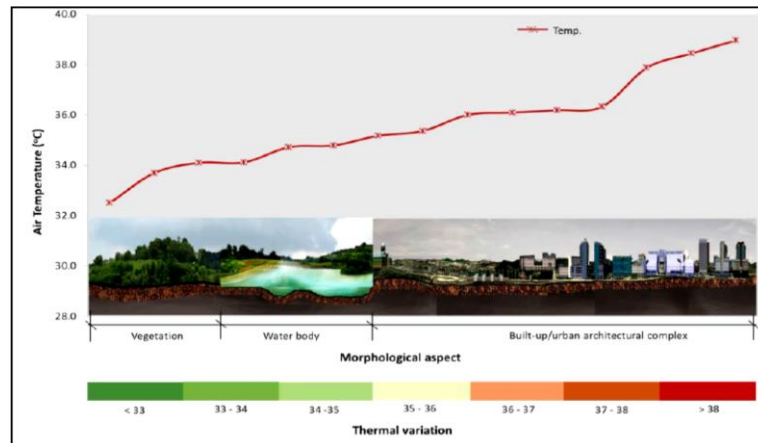 40.0
Temp.
38.0
36.0
34.0
32.0
30.0
28.0
Air Temperature (°C)
Vegetation
Water body
Built-up/urban architectural complex
Morphological aspect
< 33
33 - 34
34 -35
35 - 36
36 - 37
37 - 38
> 38
Thermal variation